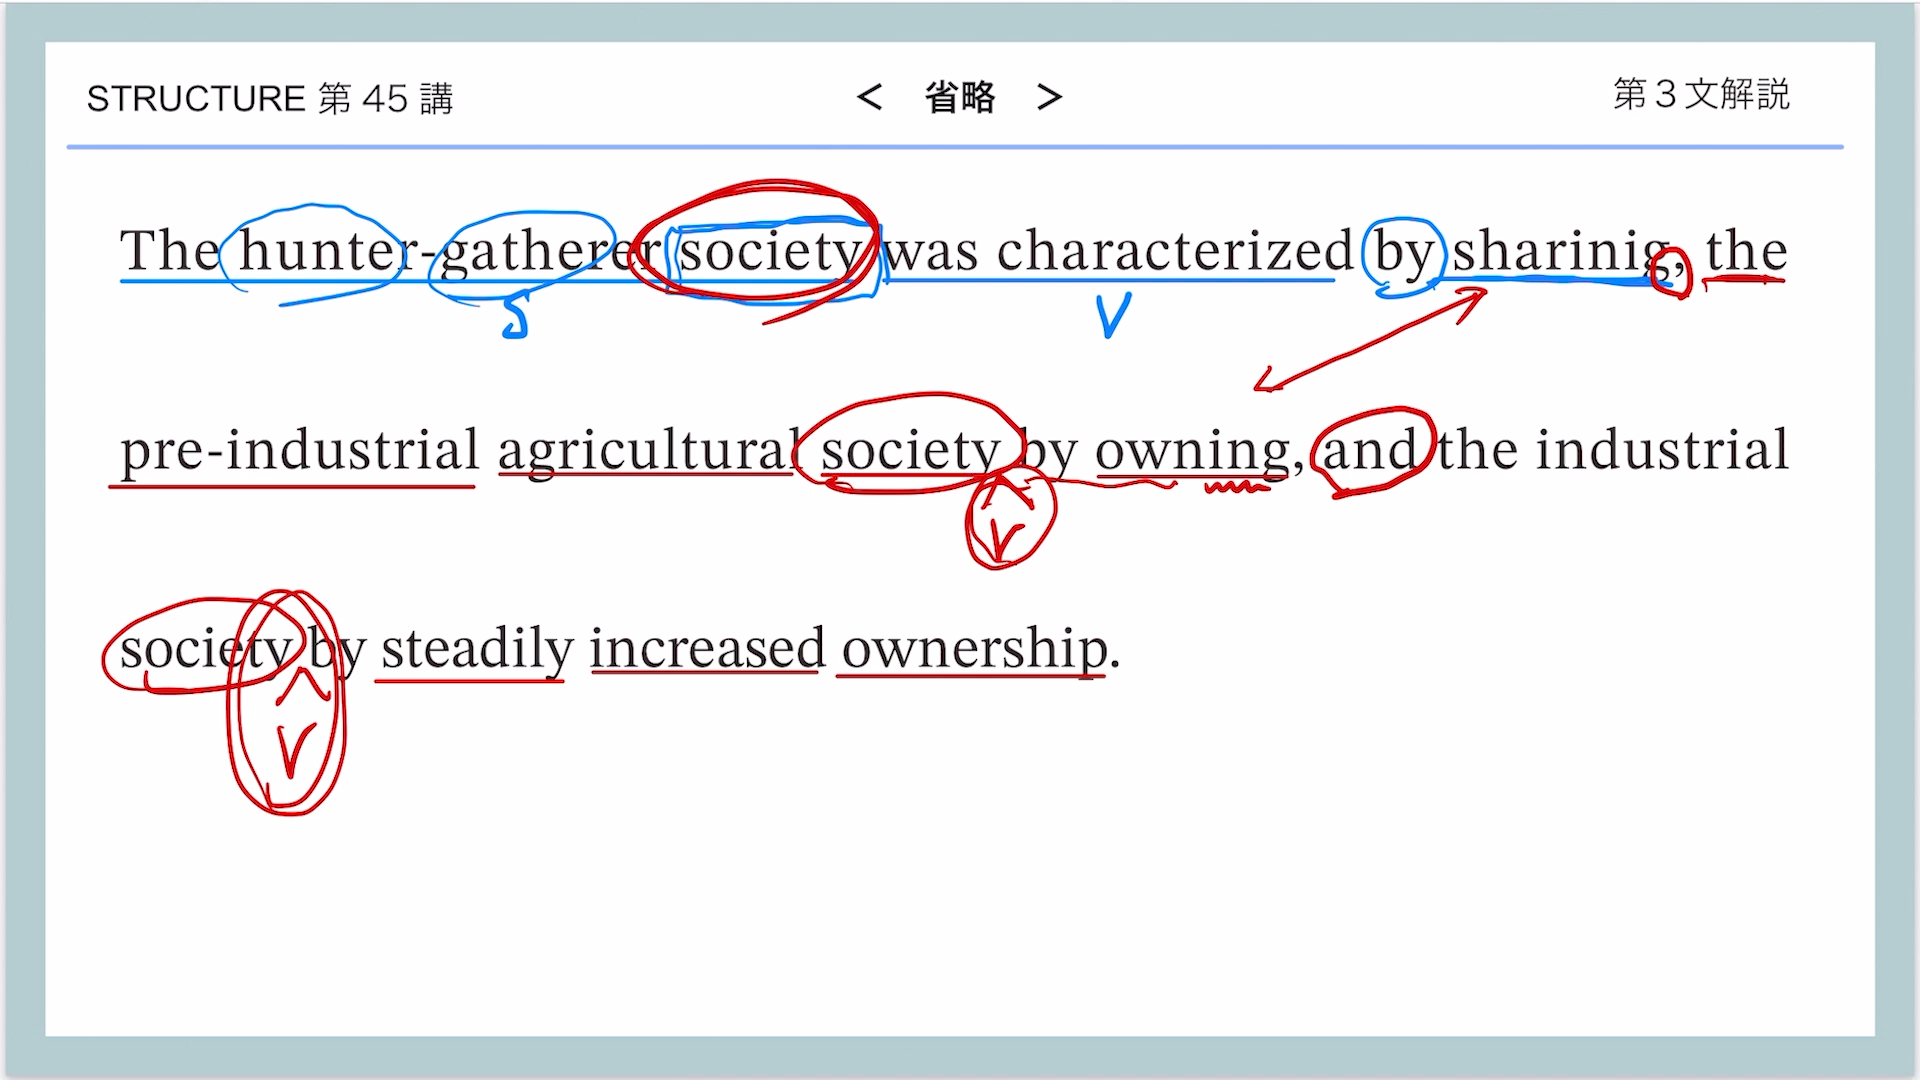 STRUCTURE 第 45 講
< 省略 >
第３文解説
The hunter-gatherer society was characterized by sharinig, the
S
V
pre-industrial agricultural society by owning, and the industrial
V
society by steadily increased ownership.
V